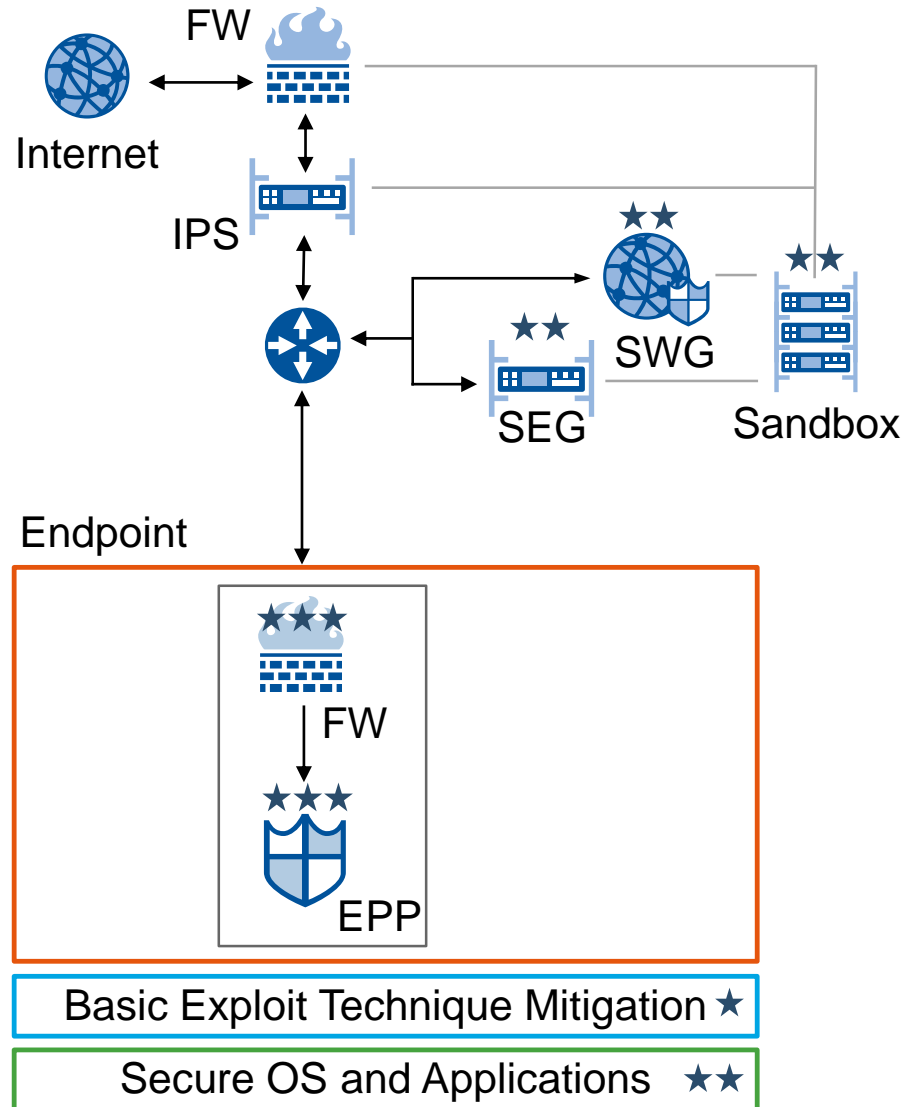 FW
Internet
IPS
SWG
SEG
Sandbox
Endpoint
FW
EPP
Basic Exploit Technique Mitigation ★
Secure OS and Applications ★★